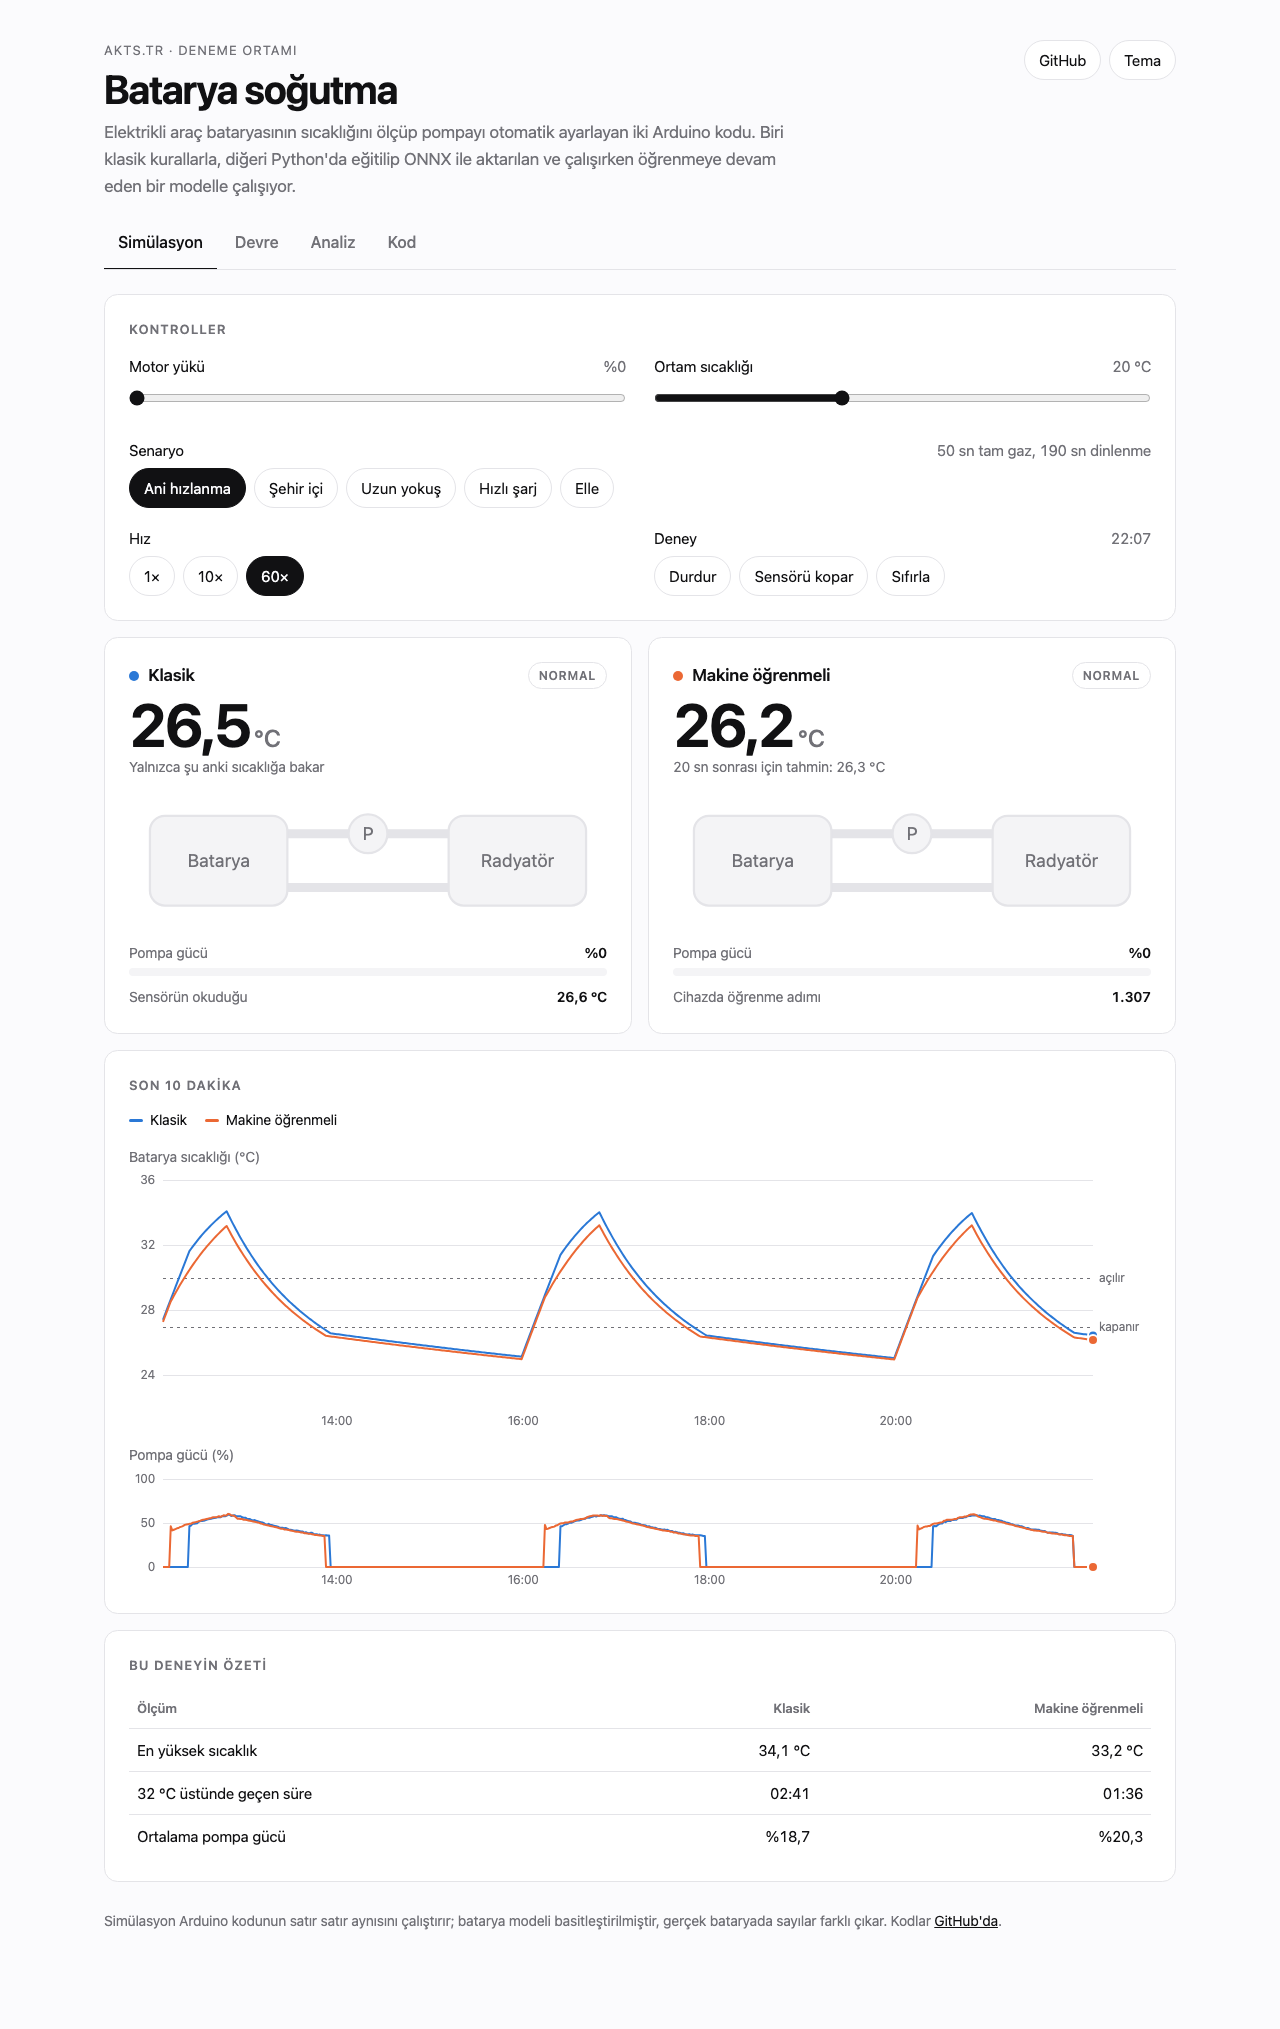 AKTS.TR · DENEME ORTAMI
GitHub
Tema
Batarya soğutma
Elektrikli araç bataryasının sıcaklığını ölçüp pompayı otomatik ayarlayan iki Arduino kodu. Biri
klasik kurallarla, diğeri Python'da eğitilip ONNX ile aktarılan ve çalışırken öğrenmeye devam
eden bir modelle çalışıyor.
Simülasyon
Devre
Analiz
Kod
KONTROLLER
Motor yükü
%0
Ortam sıcaklığı
20 °C
Senaryo
50 sn tam gaz, 190 sn dinlenme
Ani hızlanma
Şehir içi
Uzun yokuş
Hızlı şarj
Elle
Hız
Deney
22:07
1×
10×
60×
Durdur
Sensörü kopar
Sıfırla
Klasik
NORMAL
26,5 °C
Yalnızca şu anki sıcaklığa bakar
Batarya
P
Radyatör
Pompa gücü
%0
Sensörün okuduğu
26,6 °C
Makine öğrenmeli
NORMAL
26,2 °C
20 sn sonrası için tahmin: 26,3 °C
Batarya
P
Radyatör
Pompa gücü
%0
Cihazda öğrenme adımı
1.307
SON 10 DAKİKA
Klasik
Makine öğrenmeli
Batarya sıcaklığı (°C)
36
32
açılır
28
kapanır
24
14:00
16:00
18:00
20:00
Pompa gücü (%)
100
50
0
14:00
16:00
18:00
20:00
BU DENEYİN ÖZETİ
Ölçüm
Klasik
Makine öğrenmeli
En yüksek sıcaklık
34,1 °C
33,2 °C
32 °C üstünde geçen süre
02:41
01:36
Ortalama pompa gücü
%18,7
%20,3
Simülasyon Arduino kodunun satır satır aynısını çalıştırır; batarya modeli basitleştirilmiştir, gerçek bataryada sayılar farklı çıkar. Kodlar GitHub'da.